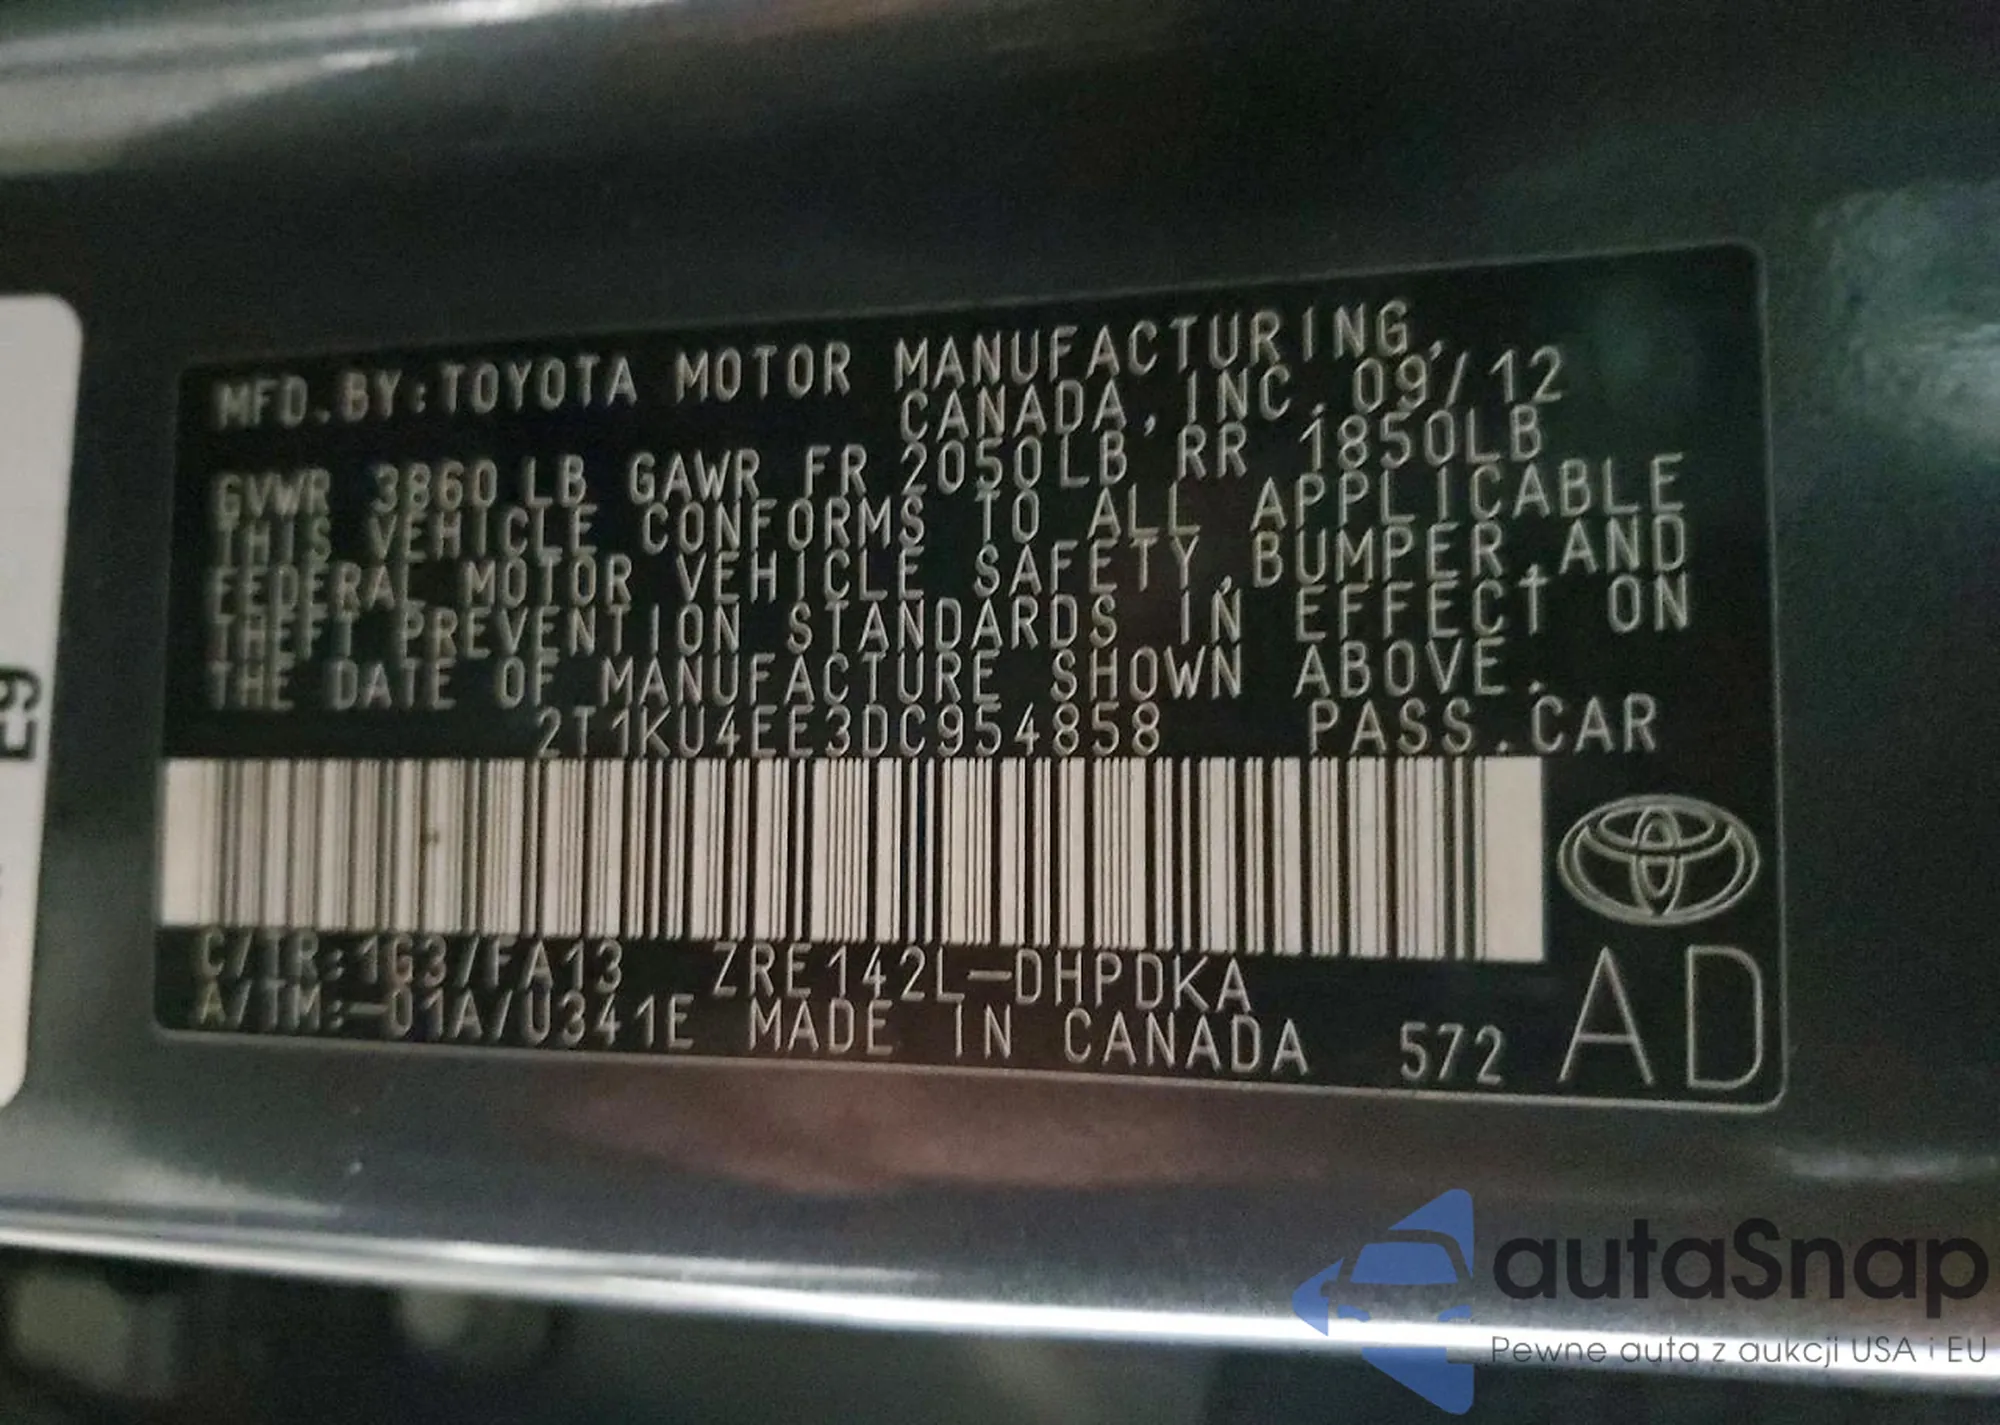 MFD.BY:TOYOTA MOTOR MANUFACTURING,
CANADA, INC. 09/12
GVWR 3860LB GAWR FR 2050LB RR 1850LB
THIS VEHICLE CONFORMS TO ALL APPLICABLE
FEDERAL MOTOR VEHICLE SAFETY,BUMPER,AND
THEFT PREVENTION STANDARDS IN EFFECT ON
THE DATE OF MANUFACTURE SHOWN ABOVE.
2T1KU4EE3DC954858 PASS.CAR
C/TR:1G3/FA13 ZRE142L-DHPDKA
A/TM:-01A/U341E MADE IN CANADA 572
AD
autaSnap
Pewne auta z aukcji USA i EU